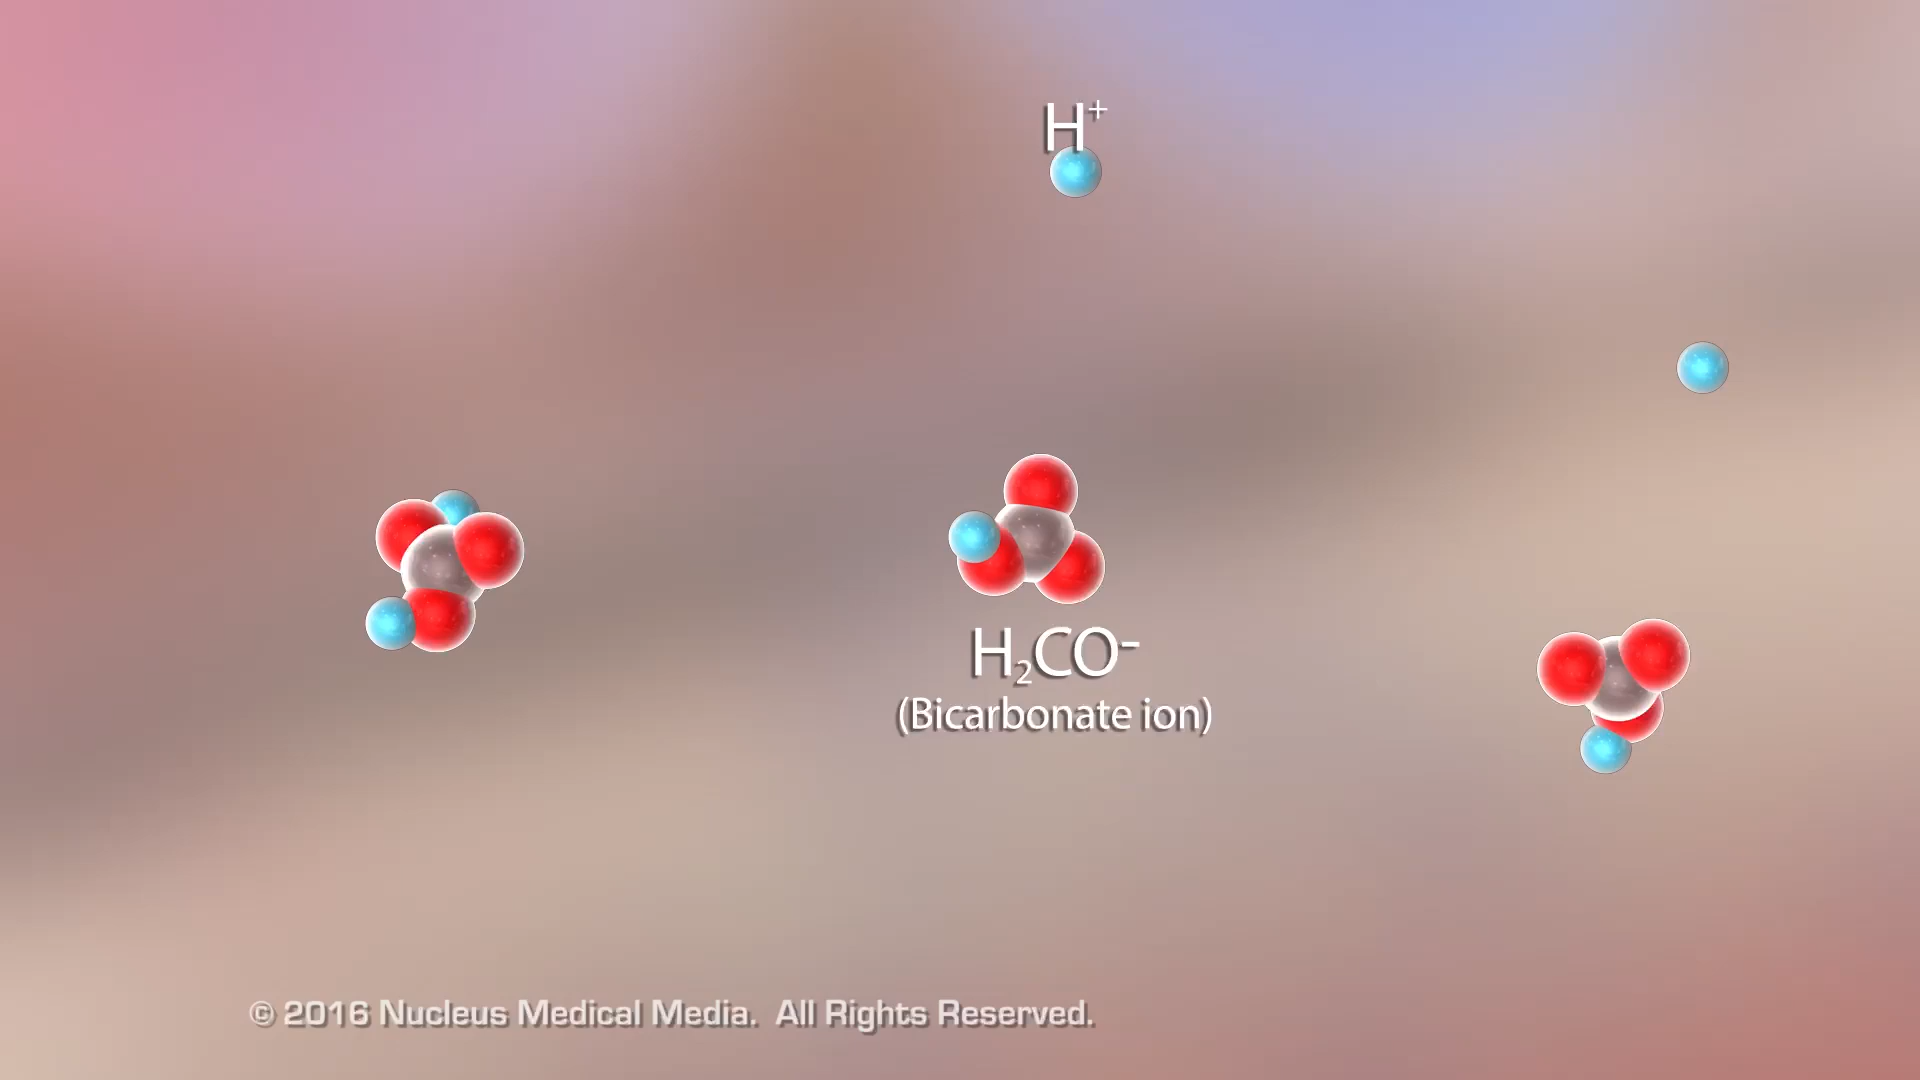 H⁺
H₂CO⁻
(Bicarbonate ion)
© 2016 Nucleus Medical Media. All Rights Reserved.